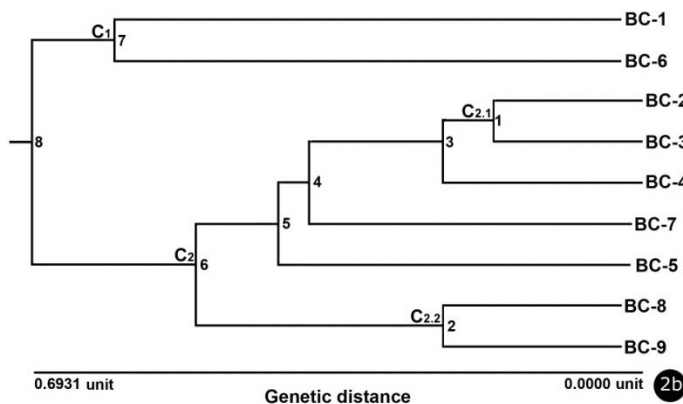 C1
7
BC-1
BC-6
8
C2.1
1
BC-2
BC-3
3
BC-4
4
BC-7
5
BC-5
C2
6
C2.2
2
BC-8
BC-9
0.6931 unit
0.0000 unit
Genetic distance
2b